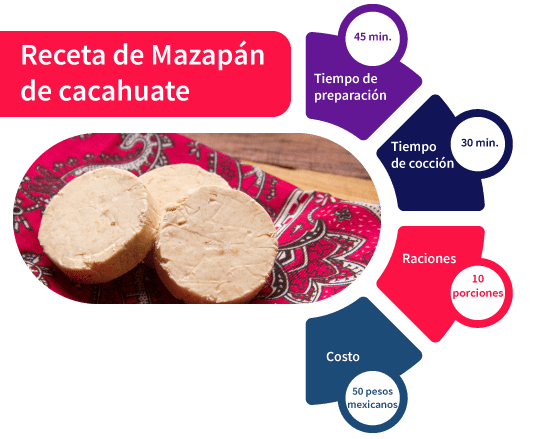 Receta de Mazapán
de cacahuate
45 min.
Tiempo de
preparación
30 min.
Tiempo
de cocción
Raciones
10
porciones
Costo
50 pesos
mexicanos